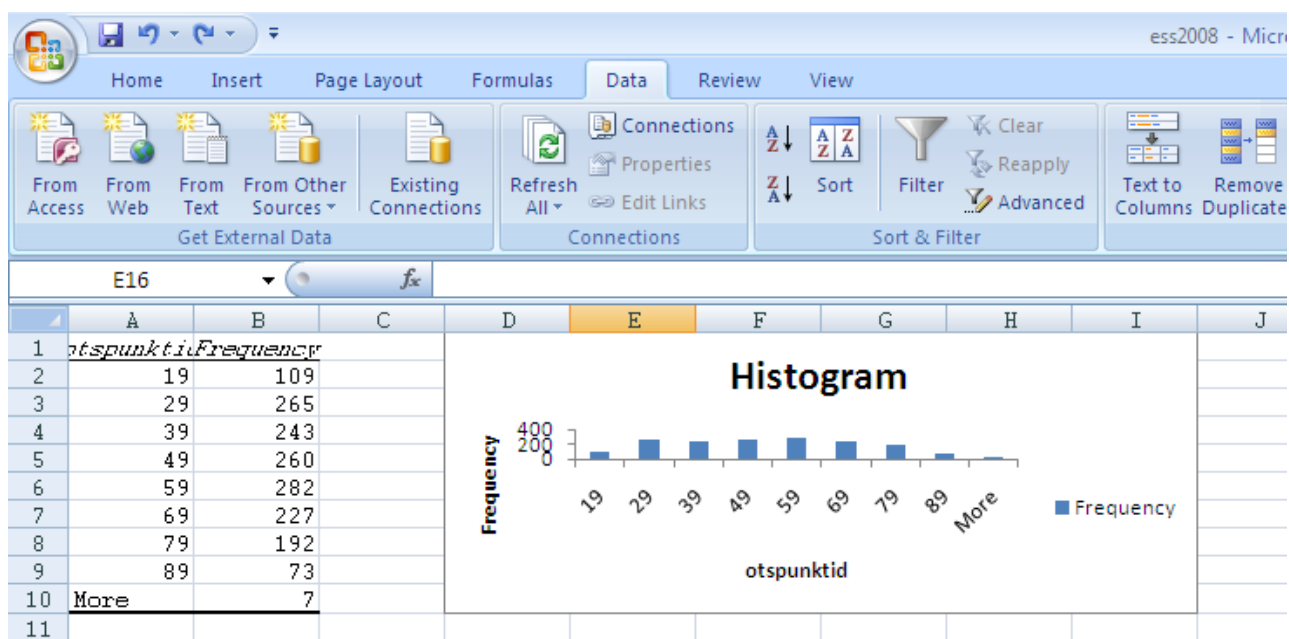 ess2008 - Micr
Home Insert Page Layout Formulas Data Review View
From Access From Web From Text From Other Sources Existing Connections
Get External Data
Refresh All Connections Properties Edit Links
Connections
A Z Z A Sort Filter Clear Reapply Advanced
Sort & Filter
Text to Columns Remove Duplicate
E16 fx
A B C D E F G H I J
1 otspunkti Frequency
2 19 109
3 29 265
4 39 243
5 49 260
6 59 282
7 69 227
8 79 192
9 89 73
10 More 7
11
Histogram
Frequency
400
200
0
19 29 39 49 59 69 79 89 More
otspunktid
Frequency